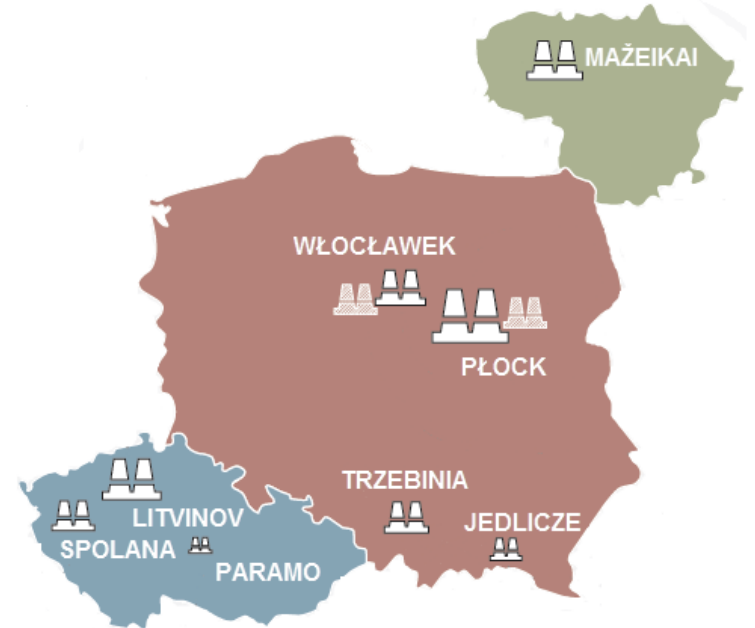 MAŽEIKAI
WŁOCŁAWEK
PŁOCK
TRZEBINIA
JEDLICZE
LITVINOV
SPOLANA
PARAMO